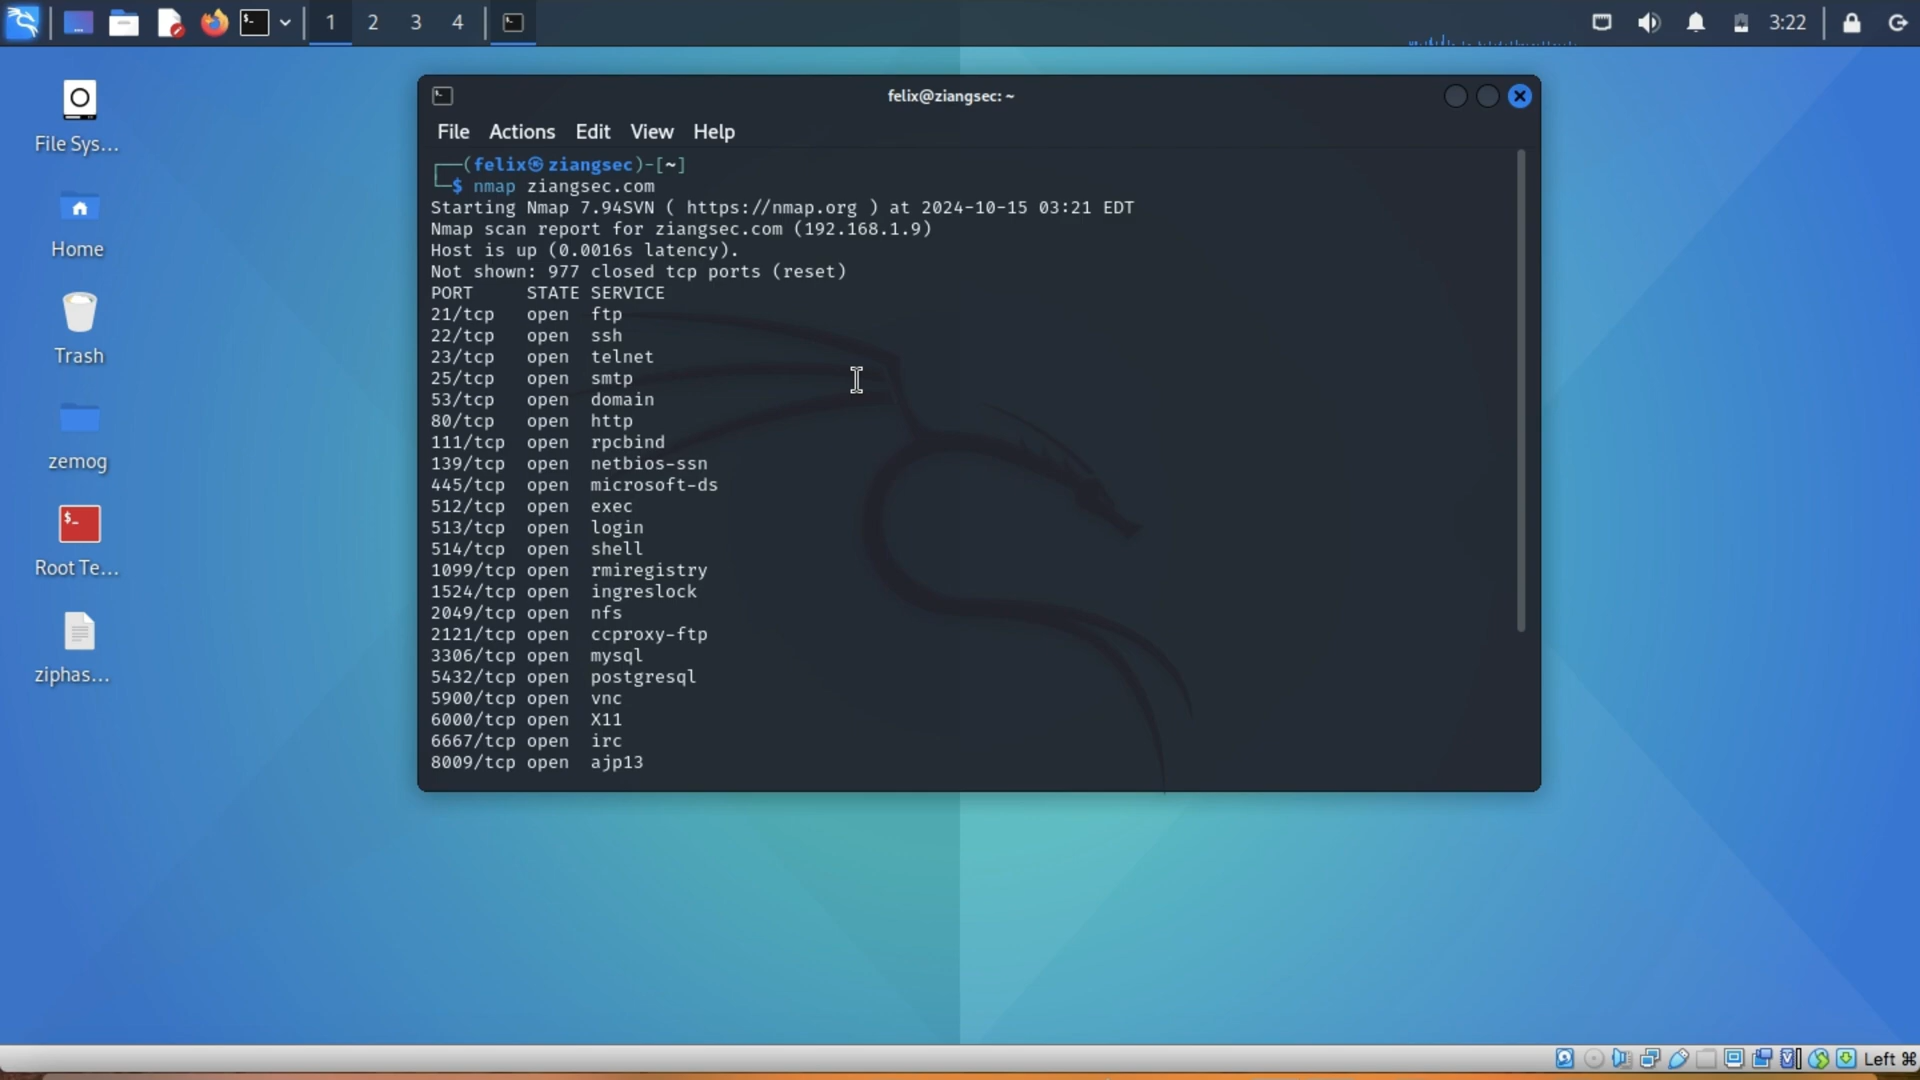 1 2 3 4
3:22
File Sys...
Home
Trash
zemog
$_
Root Te...
ziphas...
felix@ziangsec: ~
File Actions Edit View Help
┌──(felix㉿ziangsec)-[~]
└─$ nmap ziangsec.com
Starting Nmap 7.94SVN ( https://nmap.org ) at 2024-10-15 03:21 EDT
Nmap scan report for ziangsec.com (192.168.1.9)
Host is up (0.0016s latency).
Not shown: 977 closed tcp ports (reset)
PORT     STATE SERVICE
21/tcp   open  ftp
22/tcp   open  ssh
23/tcp   open  telnet
25/tcp   open  smtp
53/tcp   open  domain
80/tcp   open  http
111/tcp  open  rpcbind
139/tcp  open  netbios-ssn
445/tcp  open  microsoft-ds
512/tcp  open  exec
513/tcp  open  login
514/tcp  open  shell
1099/tcp open  rmiregistry
1524/tcp open  ingreslock
2049/tcp open  nfs
2121/tcp open  ccproxy-ftp
3306/tcp open  mysql
5432/tcp open  postgresql
5900/tcp open  vnc
6000/tcp open  X11
6667/tcp open  irc
8009/tcp open  ajp13
Left ⌘